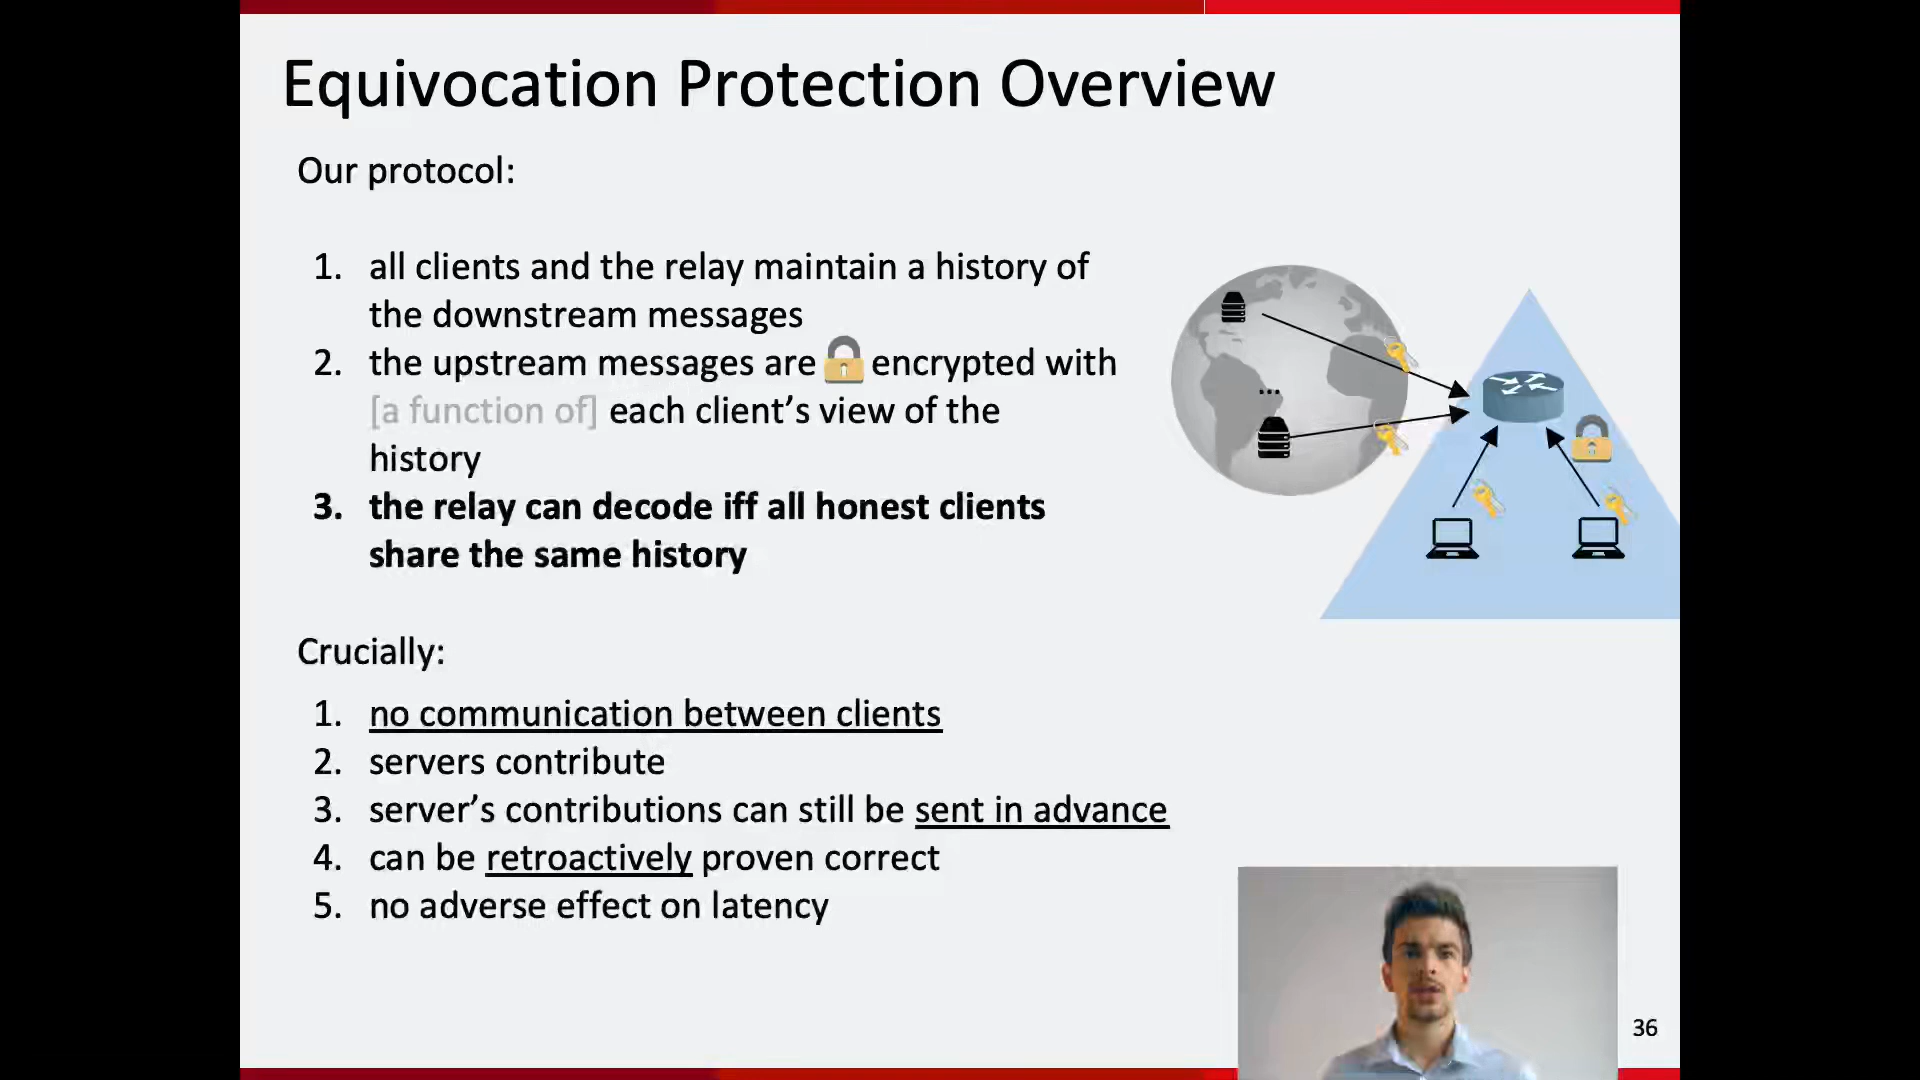 Equivocation Protection Overview
Our protocol:
1. all clients and the relay maintain a history of
the downstream messages
2. the upstream messages are encrypted with
[a function of] each client’s view of the
history
3. the relay can decode iff all honest clients
share the same history
...
Crucially:
1. no communication between clients
2. servers contribute
3. server’s contributions can still be sent in advance
4. can be retroactively proven correct
5. no adverse effect on latency
36